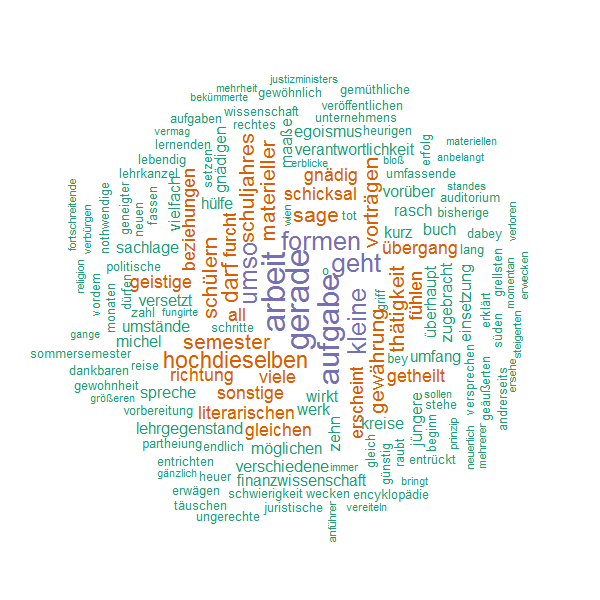 justizministers
mehrheit
gewöhnlich
gemüthliche
bekümmerte
veröffentlichen
wissenschaft
unternehmens
aufgaben
rechtes
egoismus
heurigen
vermag
maaße
erfolg
lernenden
setzen
gnädigen
schuljahres
materieller
verantwortlichkeit
materiellen
lebendig
erblicke
bloß
anbelangt
lehrkanzel
beziehungen
gnädig
vorträgen
umfassende
fortschreitende
verbürgen
nothwendige
geneigter
neuen
fassen
vielfach
hülfe
schicksal
vorüber
standes
auditorium
furcht
wien
sage
tot
rasch
bisherige
verloren
umso
formen
kurz
buch
dabey
sachlage
übergang
lang
religion
politische
schülern
darf
arbeit
gerade
o
geht
thätigkeit
überhaupt
zugebracht
einsetzung
grellsten
momentan
erwecken
vordern
monaten
dürfen
geistige
fühlen
versetzt
aufgabe
kleine
griff
erklärt
süden
steigerten
zahl
fungirte
all
gewährung
umstände
schritte
gange
michel
semester
bey
umfang
sommersemester
hochdieselben
dankbaren
reise
richtung
viele
erscheint
getheilt
versprechen
geäußerten
andrerseits
ersehe
gewohnheit
spreche
sonstige
wirkt
sollen
größeren
vorbereitung
literarischen
werk
jüngere
stehe
beginn
prinzip
lehrgegenstand
gleichen
zehn
kreise
neuerlich
mehrerer
partheiung
endlich
möglichen
gleich
raubt
entrückt
entrichten
verschiedene
immer
günstig
gänzlich
heuer
finanzwissenschaft
bringt
erwägen
schwierigkeit
wecken
encyklopädie
täuschen
juristische
anführer
vereiteln
ungerechte